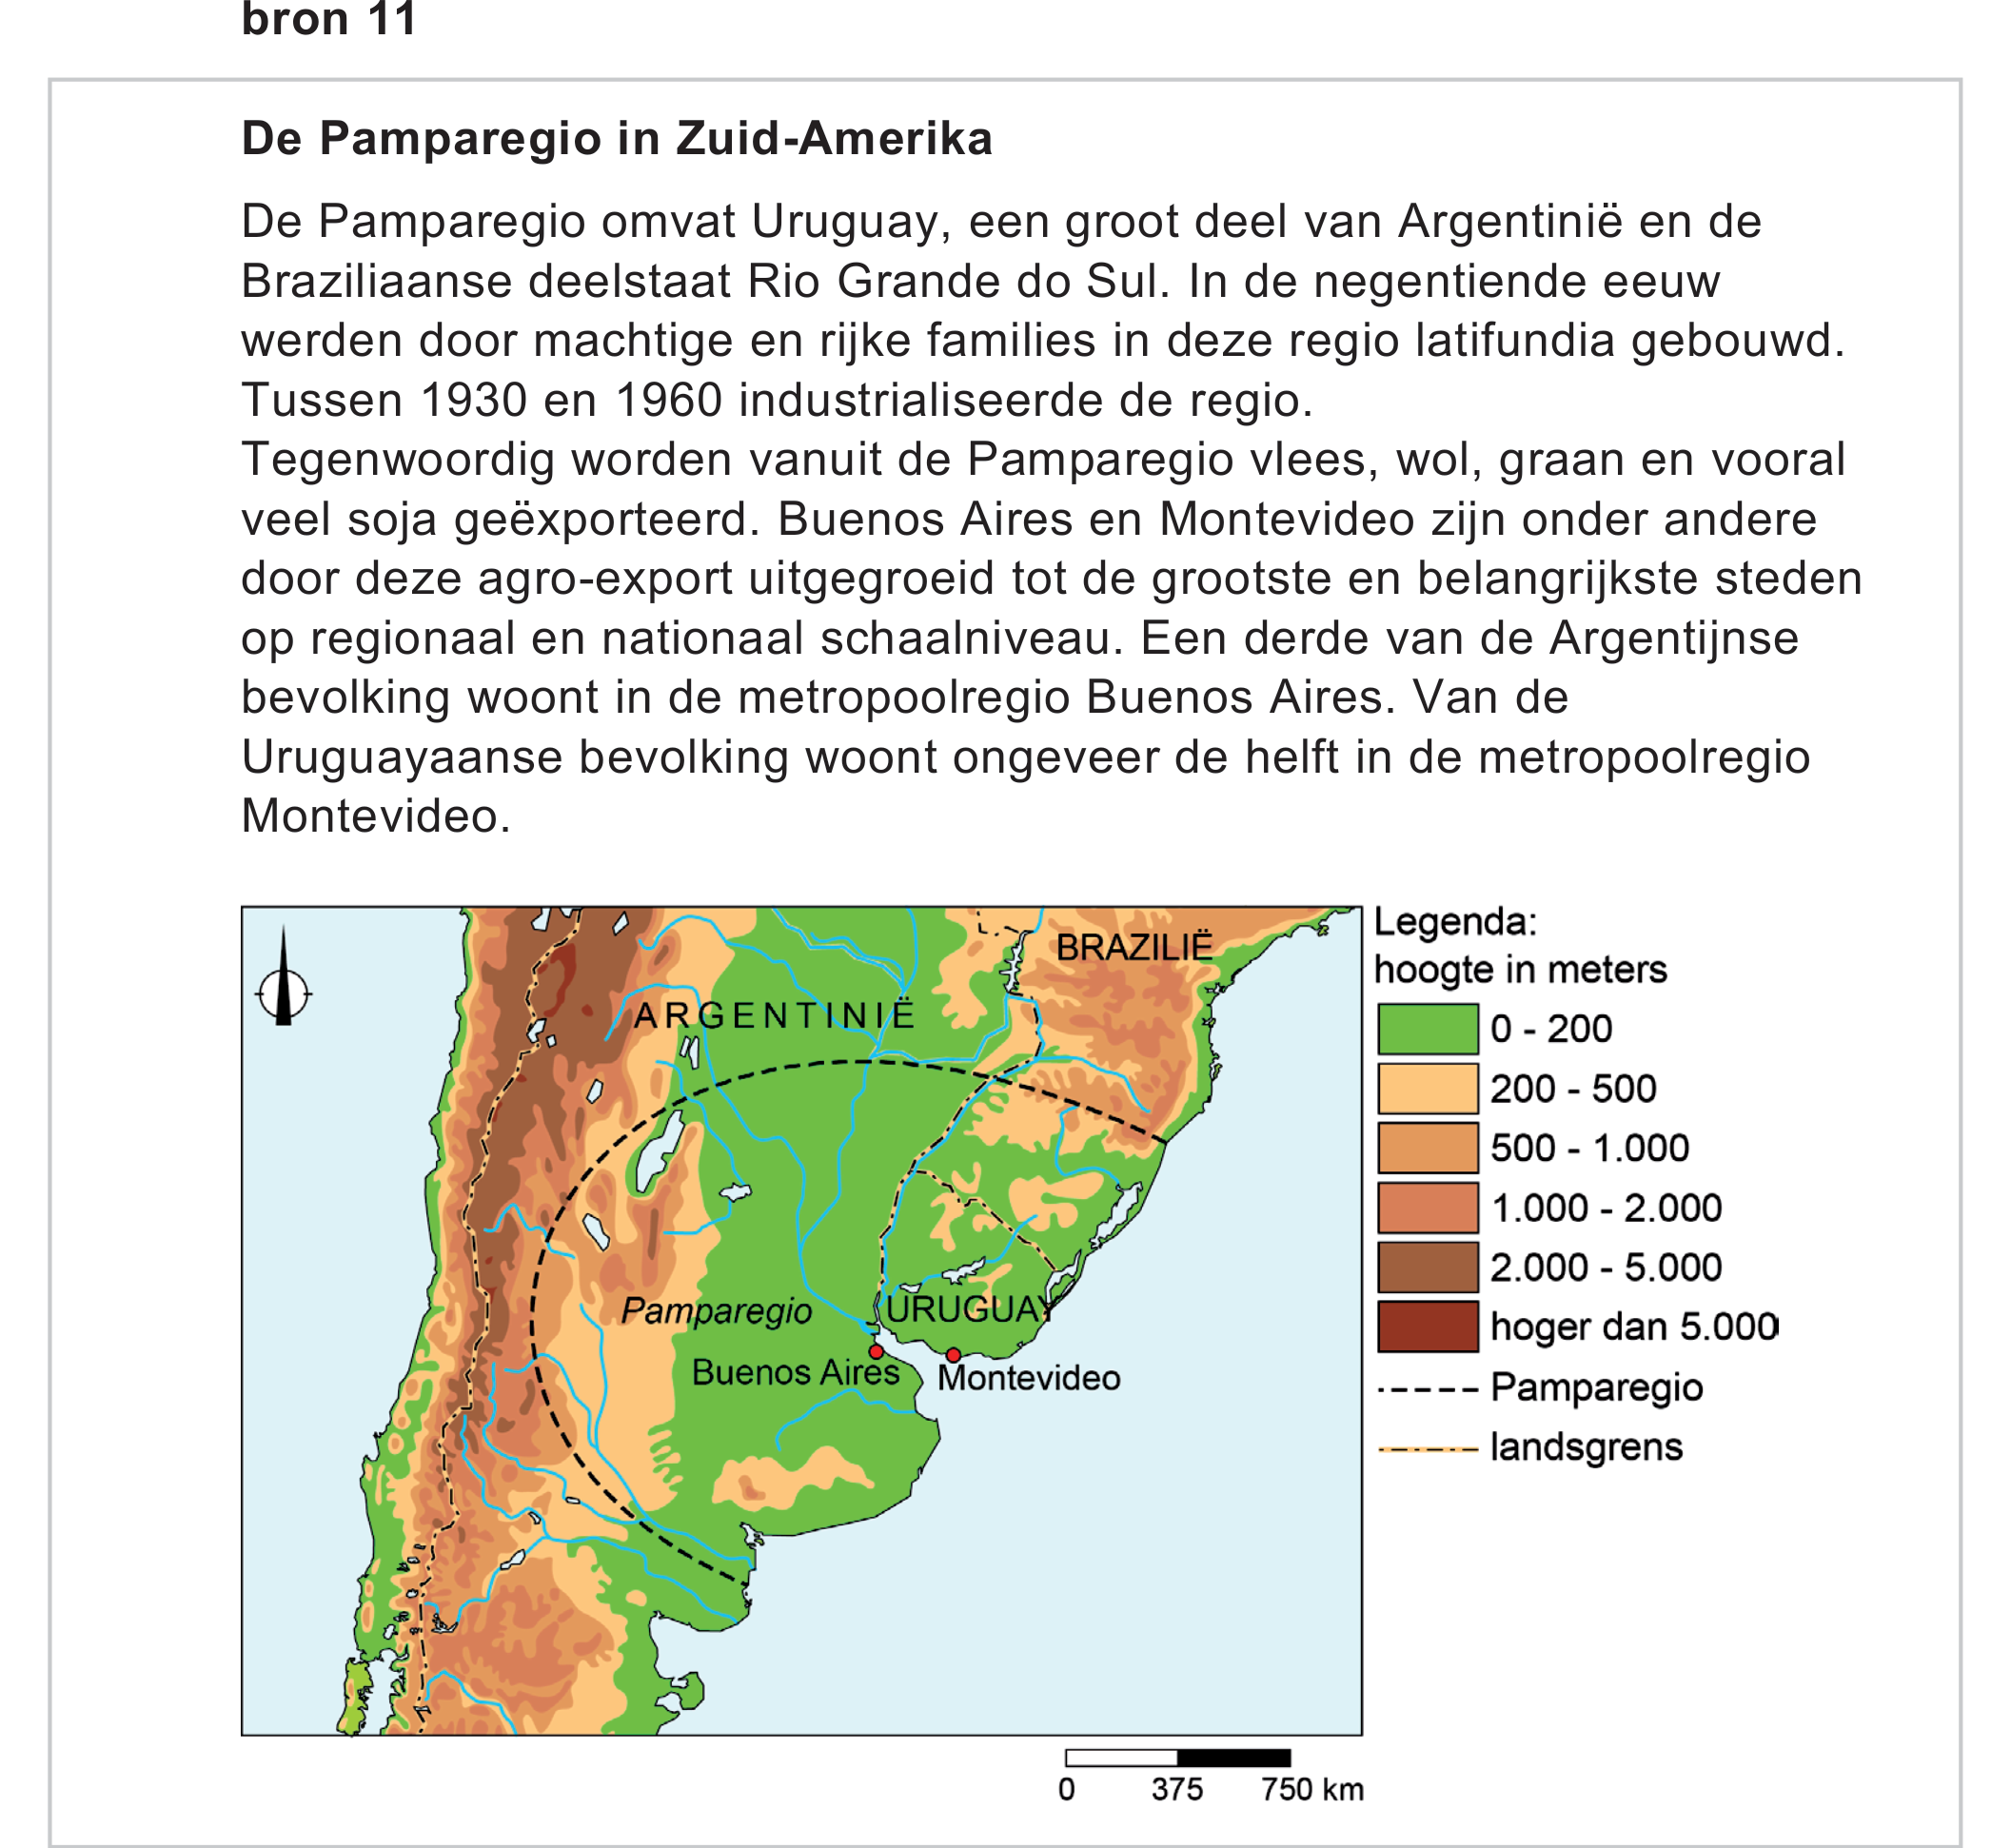 bron 11
De Pamparegio in Zuid-Amerika
De Pamparegio omvat Uruguay, een groot deel van Argentinië en de
Braziliaanse deelstaat Rio Grande do Sul. In de negentiende eeuw
werden door machtige en rijke families in deze regio latifundia gebouwd.
Tussen 1930 en 1960 industrialiseerde de regio.
Tegenwoordig worden vanuit de Pamparegio vlees, wol, graan en vooral
veel soja geëxporteerd. Buenos Aires en Montevideo zijn onder andere
door deze agro-export uitgegroeid tot de grootste en belangrijkste steden
op regionaal en nationaal schaalniveau. Een derde van de Argentijnse
bevolking woont in de metropoolregio Buenos Aires. Van de
Uruguayaanse bevolking woont ongeveer de helft in de metropoolregio
Montevideo.
BRAZILIË
ARGENTINIË
Pamparegio
URUGUAY
Buenos Aires
Montevideo
Legenda:
hoogte in meters
0 - 200
200 - 500
500 - 1.000
1.000 - 2.000
2.000 - 5.000
hoger dan 5.000
Pamparegio
landsgrens
0 375 750 km